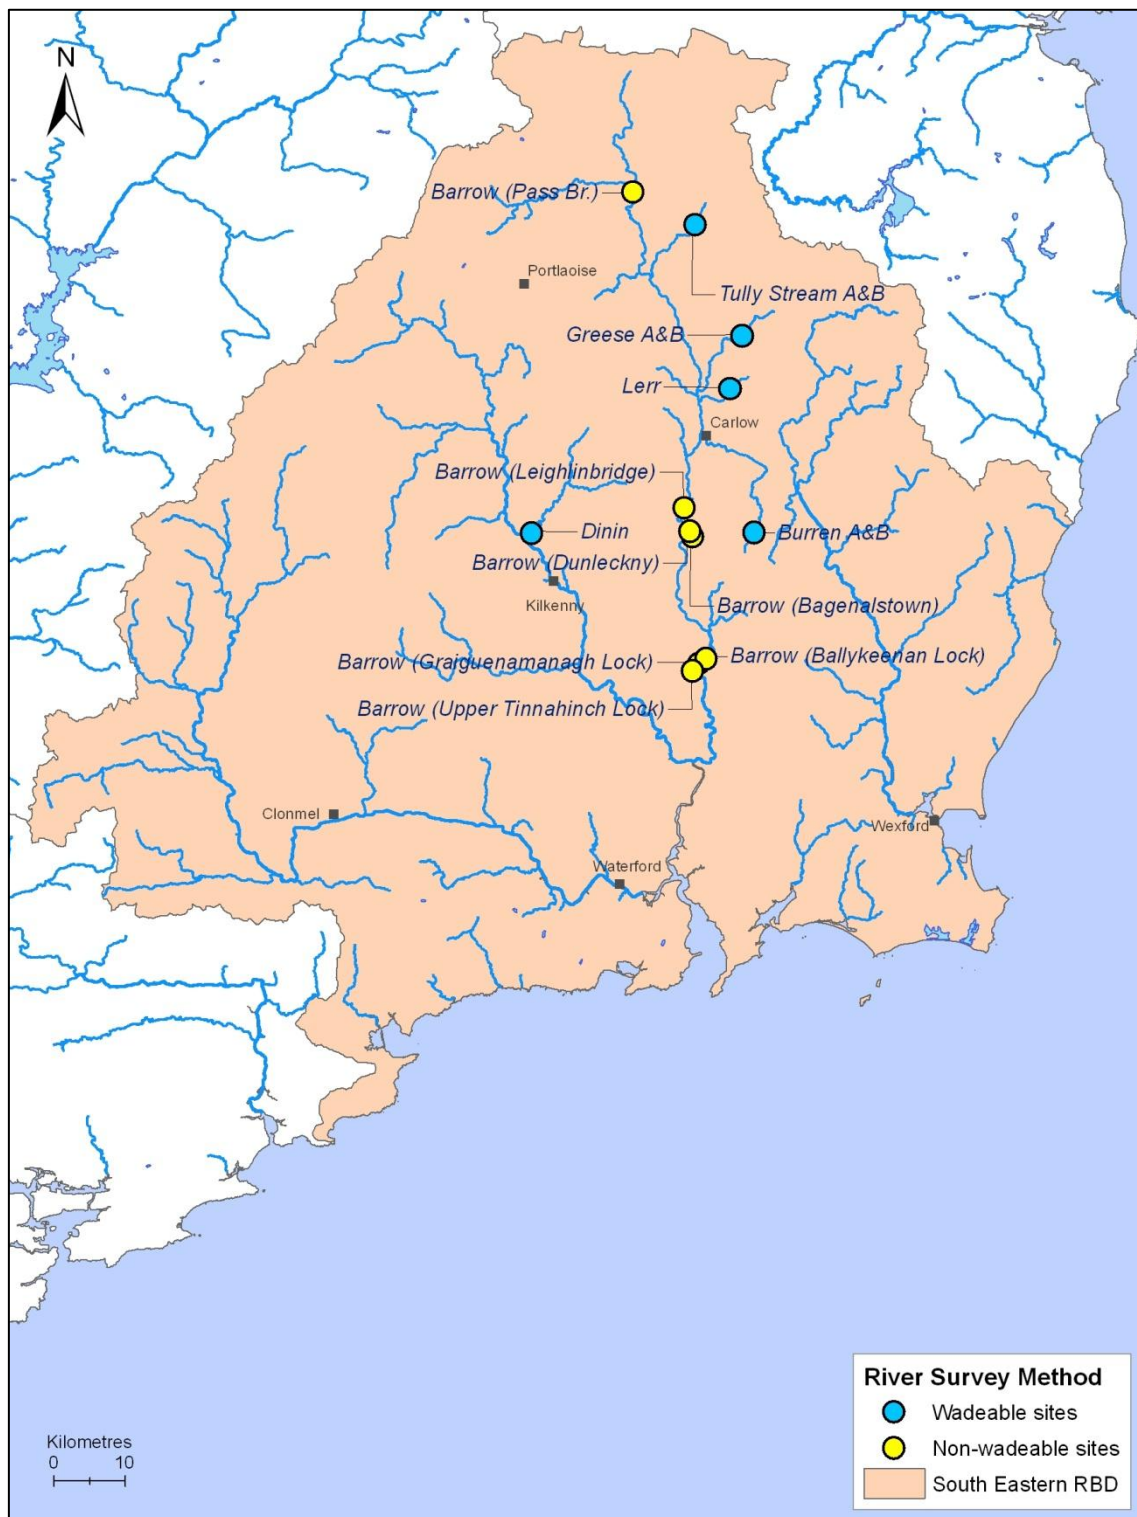 N
Barrow (Pass Br.)
Portlaoise
Tully Stream A&B
Greese A&B
Lerr
Carlow
Barrow (Leighlinbridge)
Dinin
Burren A&B
Barrow (Dunleckny)
Kilkenny
Barrow (Bagenalstown)
Barrow (Graiguenamanagh Lock)
Barrow (Ballykeenan Lock)
Barrow (Upper Tinnahinch Lock)
Clonmel
Wexford
Waterford
River Survey Method
Wadeable sites
Non-wadeable sites
South Eastern RBD
Kilometres
0 10